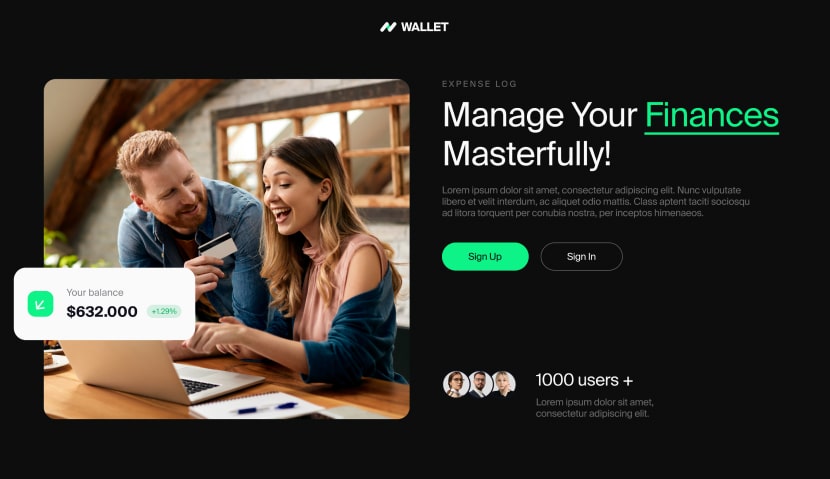 WALLET
EXPENSE LOG
Manage Your Finances
Masterfully!
Lorem ipsum dolor sit amet, consectetur adipiscing elit. Nunc vulputate
libero et velit interdum, ac aliquet odio mattis. Class aptent taciti sociosqu
ad litora torquent per conubia nostra, per inceptos himenaeos.
Sign Up
Sign In
Your balance
$632.000 +1.29%
1000 users +
Lorem ipsum dolor sit amet,
consectetur adipiscing elit.